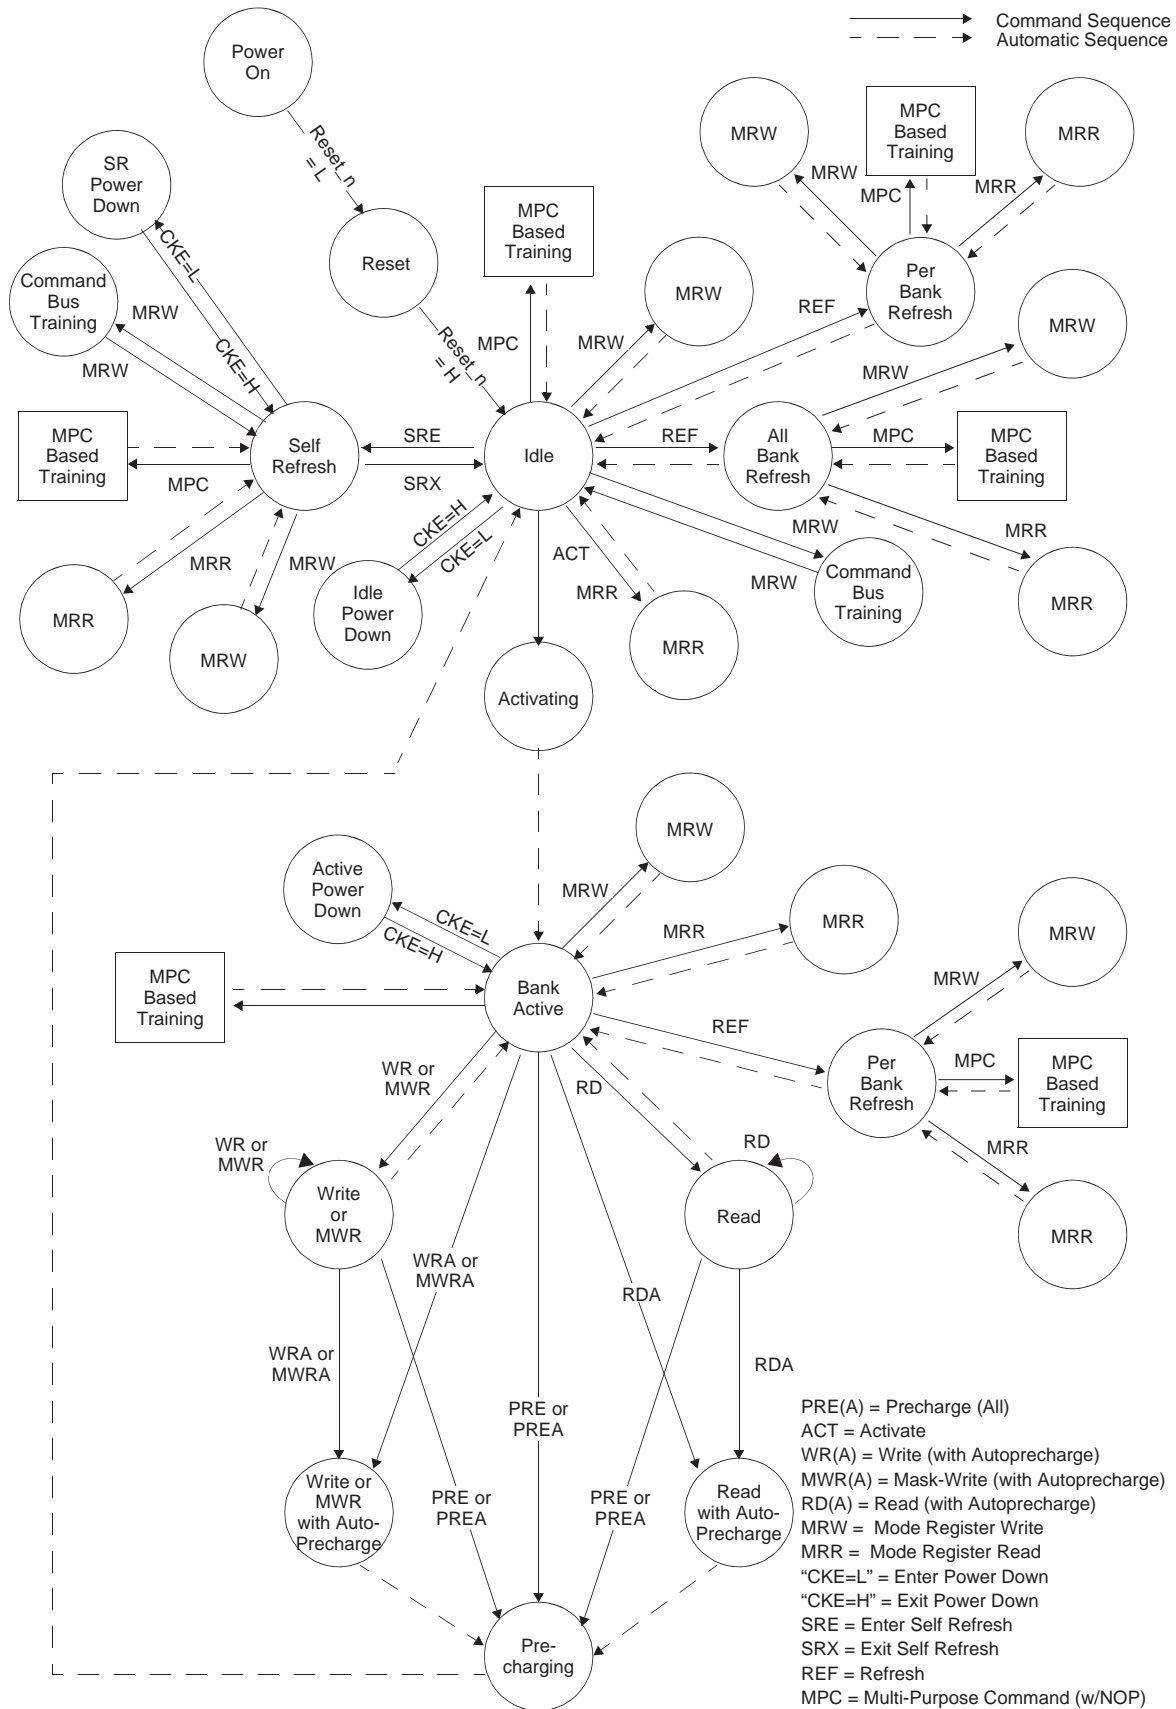 Command Sequence
Automatic Sequence
Power
On
Reset_n
= L
SR
Power
Down
CKE=L
CKE=H
Command
Bus
Training
MRW
MRW
Reset
Reset_n
= H
MPC
Based
Training
MPC
MRW
MRW
MRW
MRW
MPC
Based
Training
MPC
MRR
MRR
Per
Bank
Refresh
REF
MRW
MRW
MPC
Based
Training
MPC
Self
Refresh
SRE
SRX
Idle
REF
All
Bank
Refresh
MPC
MPC
Based
Training
MRR
MRR
MRR
MRR
MRW
MRW
CKE=H
CKE=L
Idle
Power
Down
ACT
MRR
MRR
MRW
MRW
Command
Bus
Training
Activating
MRW
MRW
Active
Power
Down
CKE=L
CKE=H
MRR
MRR
MPC
Based
Training
Bank
Active
REF
Per
Bank
Refresh
MRW
MRW
MPC
MPC
Based
Training
MRR
MRR
WR or
MWR
RD
WR or
MWR
Write
or
MWR
RD
Read
WRA or
MWRA
RDA
WRA or
MWRA
RDA
PRE or
PREA
PRE or
PREA
PRE or
PREA
Write or
MWR
with Auto-
Precharge
Read
with Auto-
Precharge
Pre-
charging
PRE(A) = Precharge (All)
ACT = Activate
WR(A) = Write (with Autoprecharge)
MWR(A) = Mask-Write (with Autoprecharge)
RD(A) = Read (with Autoprecharge)
MRW = Mode Register Write
MRR = Mode Register Read
“CKE=L” = Enter Power Down
“CKE=H” = Exit Power Down
SRE = Enter Self Refresh
SRX = Exit Self Refresh
REF = Refresh
MPC = Multi-Purpose Command (w/NOP)